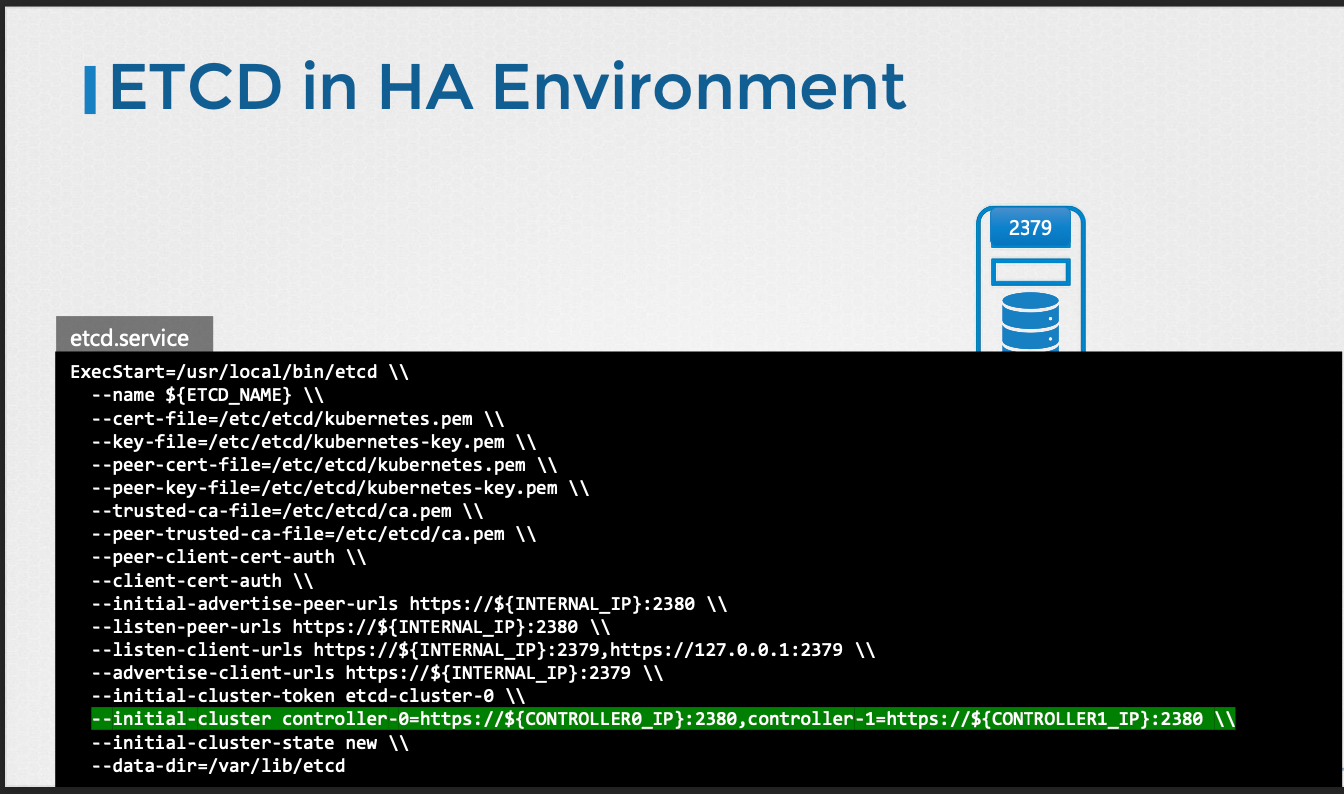 ETCD in HA Environment
2379
etcd.service
ExecStart=/usr/local/bin/etcd \\
--name ${ETCD_NAME} \\
--cert-file=/etc/etcd/kubernetes.pem \\
--key-file=/etc/etcd/kubernetes-key.pem \\
--peer-cert-file=/etc/etcd/kubernetes.pem \\
--peer-key-file=/etc/etcd/kubernetes-key.pem \\
--trusted-ca-file=/etc/etcd/ca.pem \\
--peer-trusted-ca-file=/etc/etcd/ca.pem \\
--peer-client-cert-auth \\
--client-cert-auth \\
--initial-advertise-peer-urls https://${INTERNAL_IP}:2380 \\
--listen-peer-urls https://${INTERNAL_IP}:2380 \\
--listen-client-urls https://${INTERNAL_IP}:2379,https://127.0.0.1:2379 \\
--advertise-client-urls https://${INTERNAL_IP}:2379 \\
--initial-cluster-token etcd-cluster-0 \\
--initial-cluster controller-0=https://${CONTROLLER0_IP}:2380,controller-1=https://${CONTROLLER1_IP}:2380 \\
--initial-cluster-state new \\
--data-dir=/var/lib/etcd